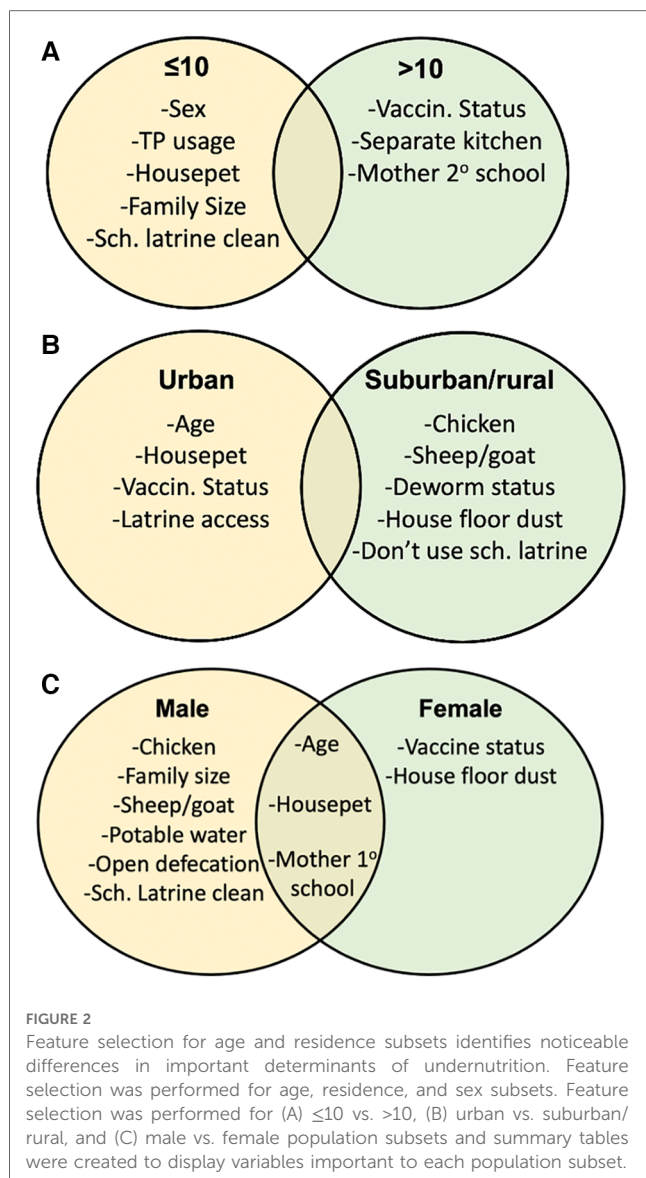 A
≤10
-Sex
-TP usage
-Housepet
-Family Size
-Sch. latrine clean
>10
-Vaccin. Status
-Separate kitchen
-Mother 2º school
B
Urban
-Age
-Housepet
-Vaccin. Status
-Latrine access
Suburban/rural
-Chicken
-Sheep/goat
-Deworm status
-House floor dust
-Don't use sch. latrine
C
Male
-Chicken
-Family size
-Sheep/goat
-Potable water
-Open defecation
-Sch. Latrine clean
-Age
-Housepet
-Mother 1º
school
Female
-Vaccine status
-House floor dust
FIGURE 2
Feature selection for age and residence subsets identifies noticeable
differences in important determinants of undernutrition. Feature
selection was performed for age, residence, and sex subsets. Feature
selection was performed for (A) ≤10 vs. >10, (B) urban vs. suburban/
rural, and (C) male vs. female population subsets and summary tables
were created to display variables important to each population subset.